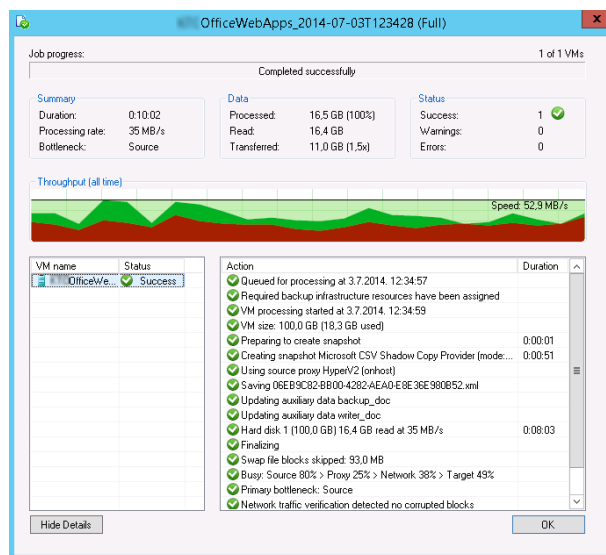 OfficeWebApps_2014-07-03T123428 (Full)
x
Job progress: 1 of 1 VMs
Completed successfully
Summary Data Status
Duration: 0:10:02 Processed: 16,5 GB (100%) Success: 1
Processing rate: 35 MB/s Read: 16,4 GB Warnings: 0
Bottleneck: Source Transferred: 11,0 GB (1,5x) Errors: 0
Throughput (all time)
Speed: 52,9 MB/s
VM name Status Action Duration
OfficeWe... Success Queued for processing at 3.7.2014. 12:34:57
Required backup infrastructure resources have been assigned
VM processing started at 3.7.2014. 12:34:59
VM size: 100,0 GB (18,3 GB used)
Preparing to create snapshot 0:00:01
Creating snapshot Microsoft CSV Shadow Copy Provider (mode:... 0:00:51
Using source proxy HyperV2 (onhost)
Saving 06EB9C82-BB00-4282-AEA0-E8E36E980B52.xml
Updating auxiliary data backup_doc
Updating auxiliary data writer_doc
Hard disk 1 (100,0 GB) 16,4 GB read at 35 MB/s 0:08:03
Finalizing
Swap file blocks skipped: 93,0 MB
Busy: Source 80% > Proxy 25% > Network 38% > Target 49%
Primary bottleneck: Source
Network traffic verification detected no corrupted blocks
Hide Details OK